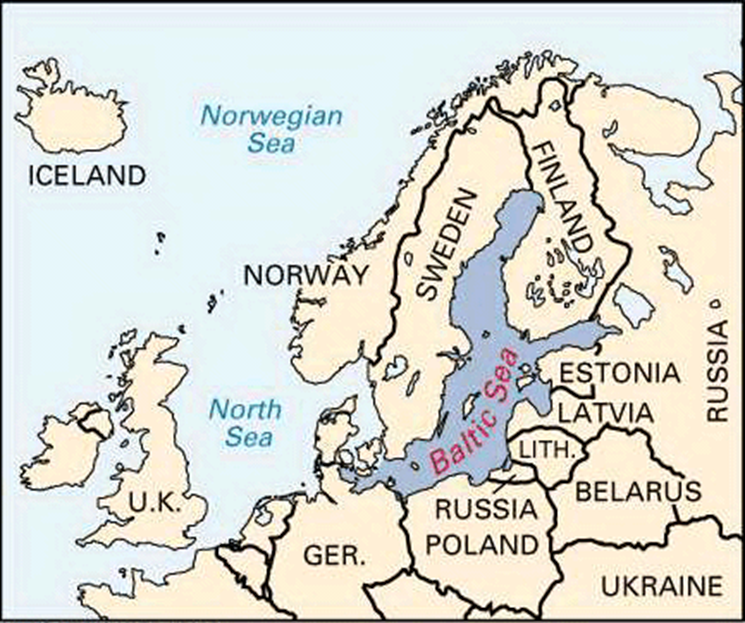 Norwegian
Sea
ICELAND
FINLAND
SWEDEN
NORWAY
RUSSIA
ESTONIA
North
Sea
Baltic Sea
LATVIA
LITH.
U.K.
BELARUS
RUSSIA
POLAND
GER.
UKRAINE